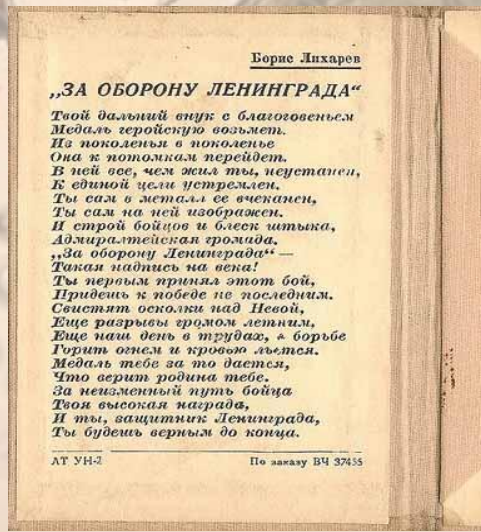 Борис Лихарев
„ЗА ОБОРОНУ ЛЕНИНГРАДА“
Твой дальний внук с благоговеньем
Медаль геройскую возьмет.
Из поколенья в поколенье
Она к потомкам перейдет.
В ней все, чем жил ты, неустанен,
К единой цели устремлен.
Ты сам в металл ее вчеканен,
Ты сам на ней изображен.
И строй бойцов и блеск штыка,
Адмиралтейская громада.
„За оборону Ленинграда“ —
Такая надпись на века!
Ты первым принял этот бой,
Придешь к победе не последним.
Свистят осколки над Невой,
Еще разрывы громом летним,
Еще наш день в трудах, в борьбе
Горит огнем и кровью льется.
Медаль тебе за то дается,
Что верит родина тебе.
За неизменный путь бойца
Твоя высокая награда,
И ты, защитник Ленинграда,
Ты будешь верным до конца.
ЛТ УН-2 По заказу ВЧ 37455